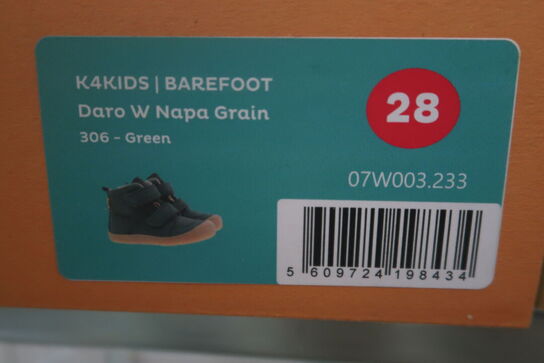 K4KIDS | BAREFOOT
Daro W Napa Grain
306 - Green
28
07W003.233
5 609724 198434